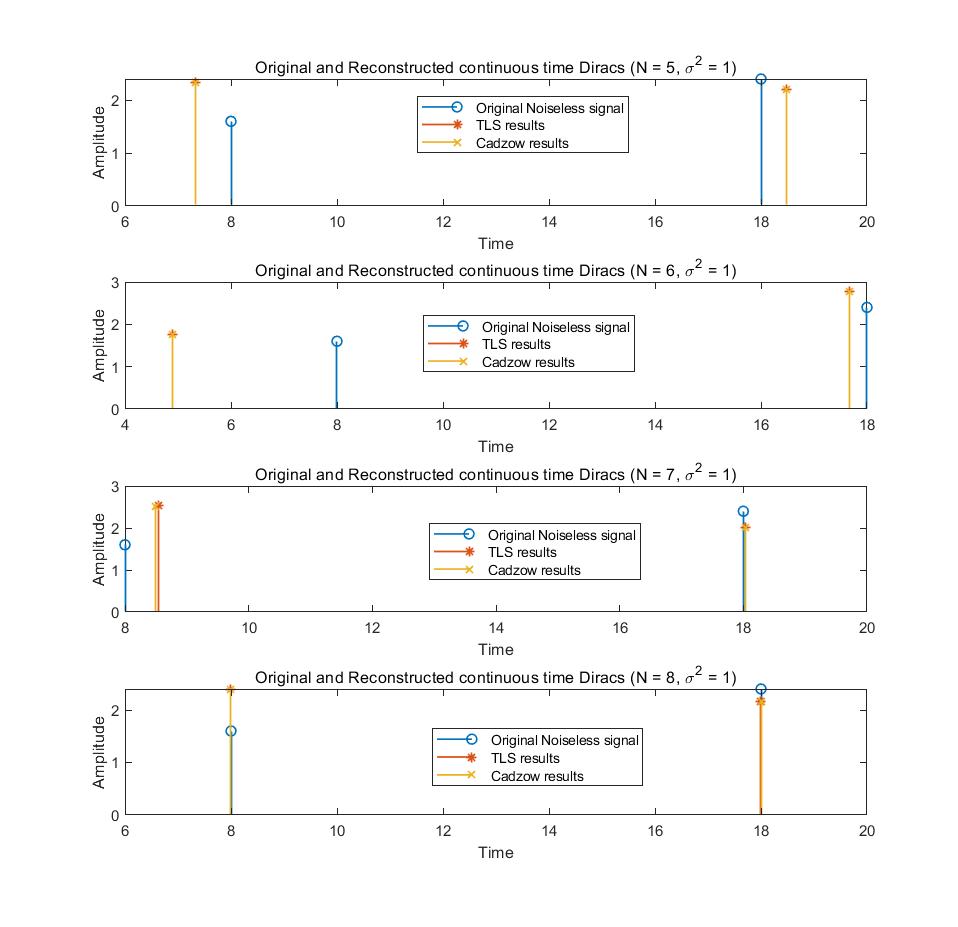 Original and Reconstructed continuous time Diracs (N = 5, σ² = 1)
Amplitude
2
1
0
Original Noiseless signal
TLS results
Cadzow results
6 8 10 12 14 16 18 20
Time
Original and Reconstructed continuous time Diracs (N = 6, σ² = 1)
Amplitude
3
2
1
0
Original Noiseless signal
TLS results
Cadzow results
4 6 8 10 12 14 16 18
Time
Original and Reconstructed continuous time Diracs (N = 7, σ² = 1)
Amplitude
3
2
1
0
Original Noiseless signal
TLS results
Cadzow results
8 10 12 14 16 18 20
Time
Original and Reconstructed continuous time Diracs (N = 8, σ² = 1)
Amplitude
2
1
0
Original Noiseless signal
TLS results
Cadzow results
6 8 10 12 14 16 18 20
Time